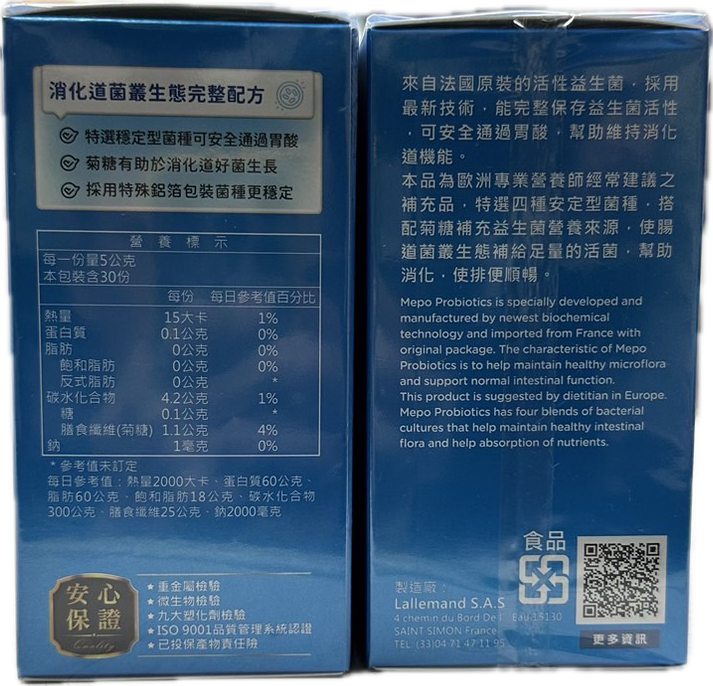 消化道菌叢生態完整配方
特選穩定型菌種可安全通過胃酸
菊糖有助於消化道好菌生長
採用特殊鋁箔包裝菌種更穩定
營養標示
每一份量5公克
本包裝含30份
每份 每日參考值百分比
熱量 15大卡 1%
蛋白質 0.1公克 0%
脂肪 0公克 0%
飽和脂肪 0公克 0%
反式脂肪 0公克 *
碳水化合物 4.2公克 1%
糖 0.1公克 *
膳食纖維(菊糖) 1.1公克 4%
鈉 1毫克 0%
*參考值未訂定
每日參考值：熱量2000大卡、蛋白質60公克、
脂肪60公克、飽和脂肪18公克、碳水化合物
300公克、膳食纖維25公克、鈉2000毫克
安心
保證
Quality
★重金屬檢驗
★微生物檢驗
★九大塑化劑檢驗
★ISO 9001品質管理系統認證
★已投保產物責任險
來自法國原裝的活性益生菌，採用
最新技術，能完整保存益生菌活性
，可安全通過胃酸，幫助維持消化
道機能。
本品為歐洲專業營養師經常建議之
補充品，特選四種安定型菌種，搭
配菊糖補充益生菌營養來源，使腸
道菌叢生態補給足量的活菌，幫助
消化，使排便順暢。
Mepo Probiotics is specially developed and
manufactured by newest biochemical
technology and imported from France with
original package. The characteristic of Mepo
Probiotics is to help maintain healthy microflora
and support normal intestinal function.
This product is suggested by dietitian in Europe.
Mepo Probiotics has four blends of bacterial
cultures that help maintain healthy intestinal
flora and help absorption of nutrients.
食品
製造廠：
Lallemand S.A.S
4 chemin du Bord De l' Eau 15130
SAINT SIMON France
TEL: (33)04 71 47 11 95
更多資訊